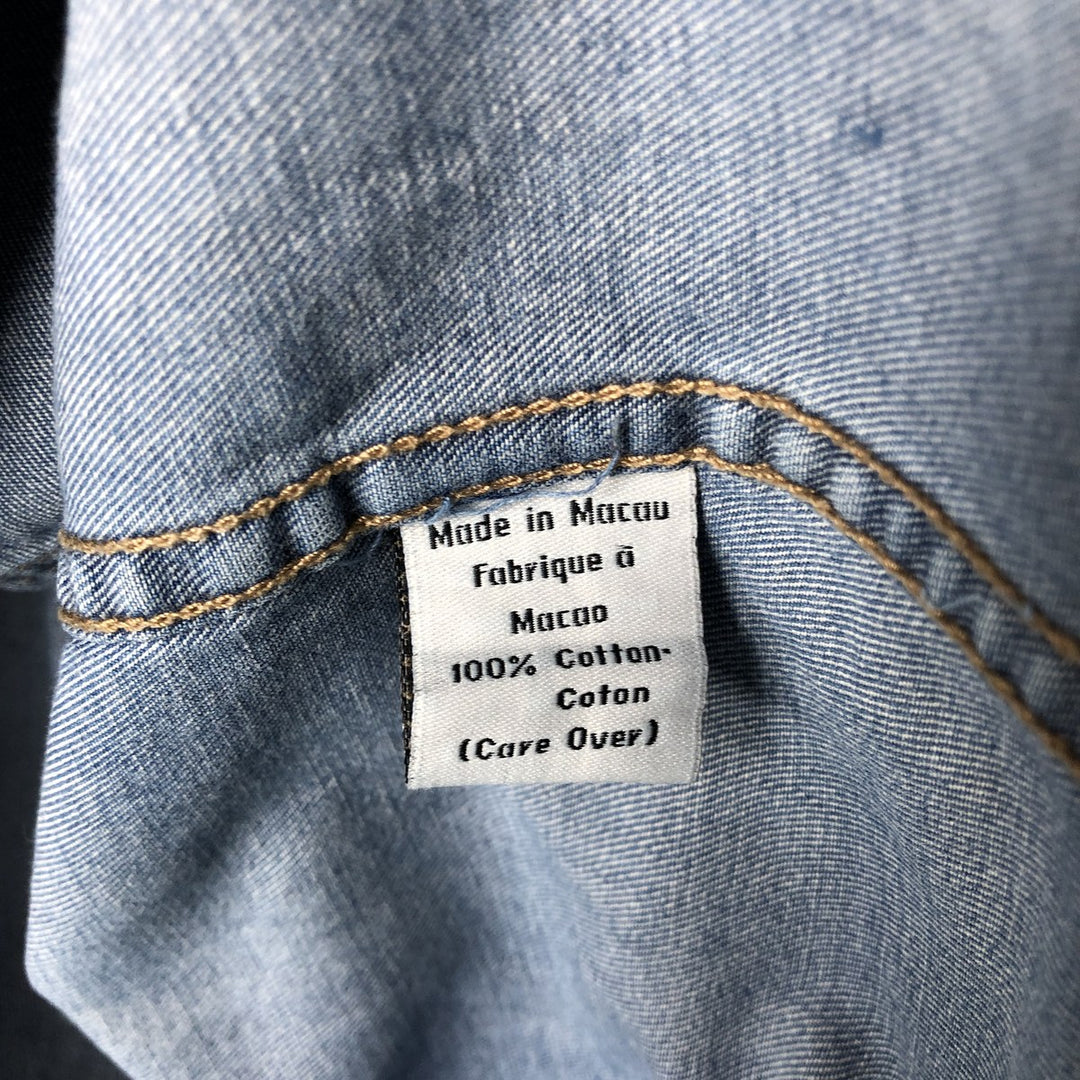 Made in Macau
Fabrique à
Macao
100% Cotton-
Coton
(Care Over)